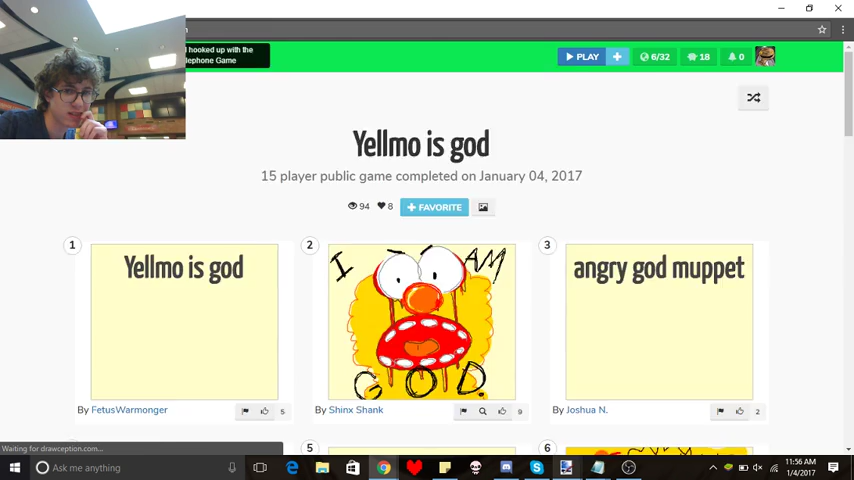 I hooked up with the
lephone Game
PLAY
6/32
18
0
Yellmo is god
15 player public game completed on January 04, 2017
94
8
+ FAVORITE
1
2
3
Yellmo is god
I AM
GOD.
angry god muppet
By FetusWarmonger
5
By Shinx Shank
9
By Joshua N.
2
5
6
Waiting for drawception.com...
Ask me anything
11:56 AM
1/4/2017